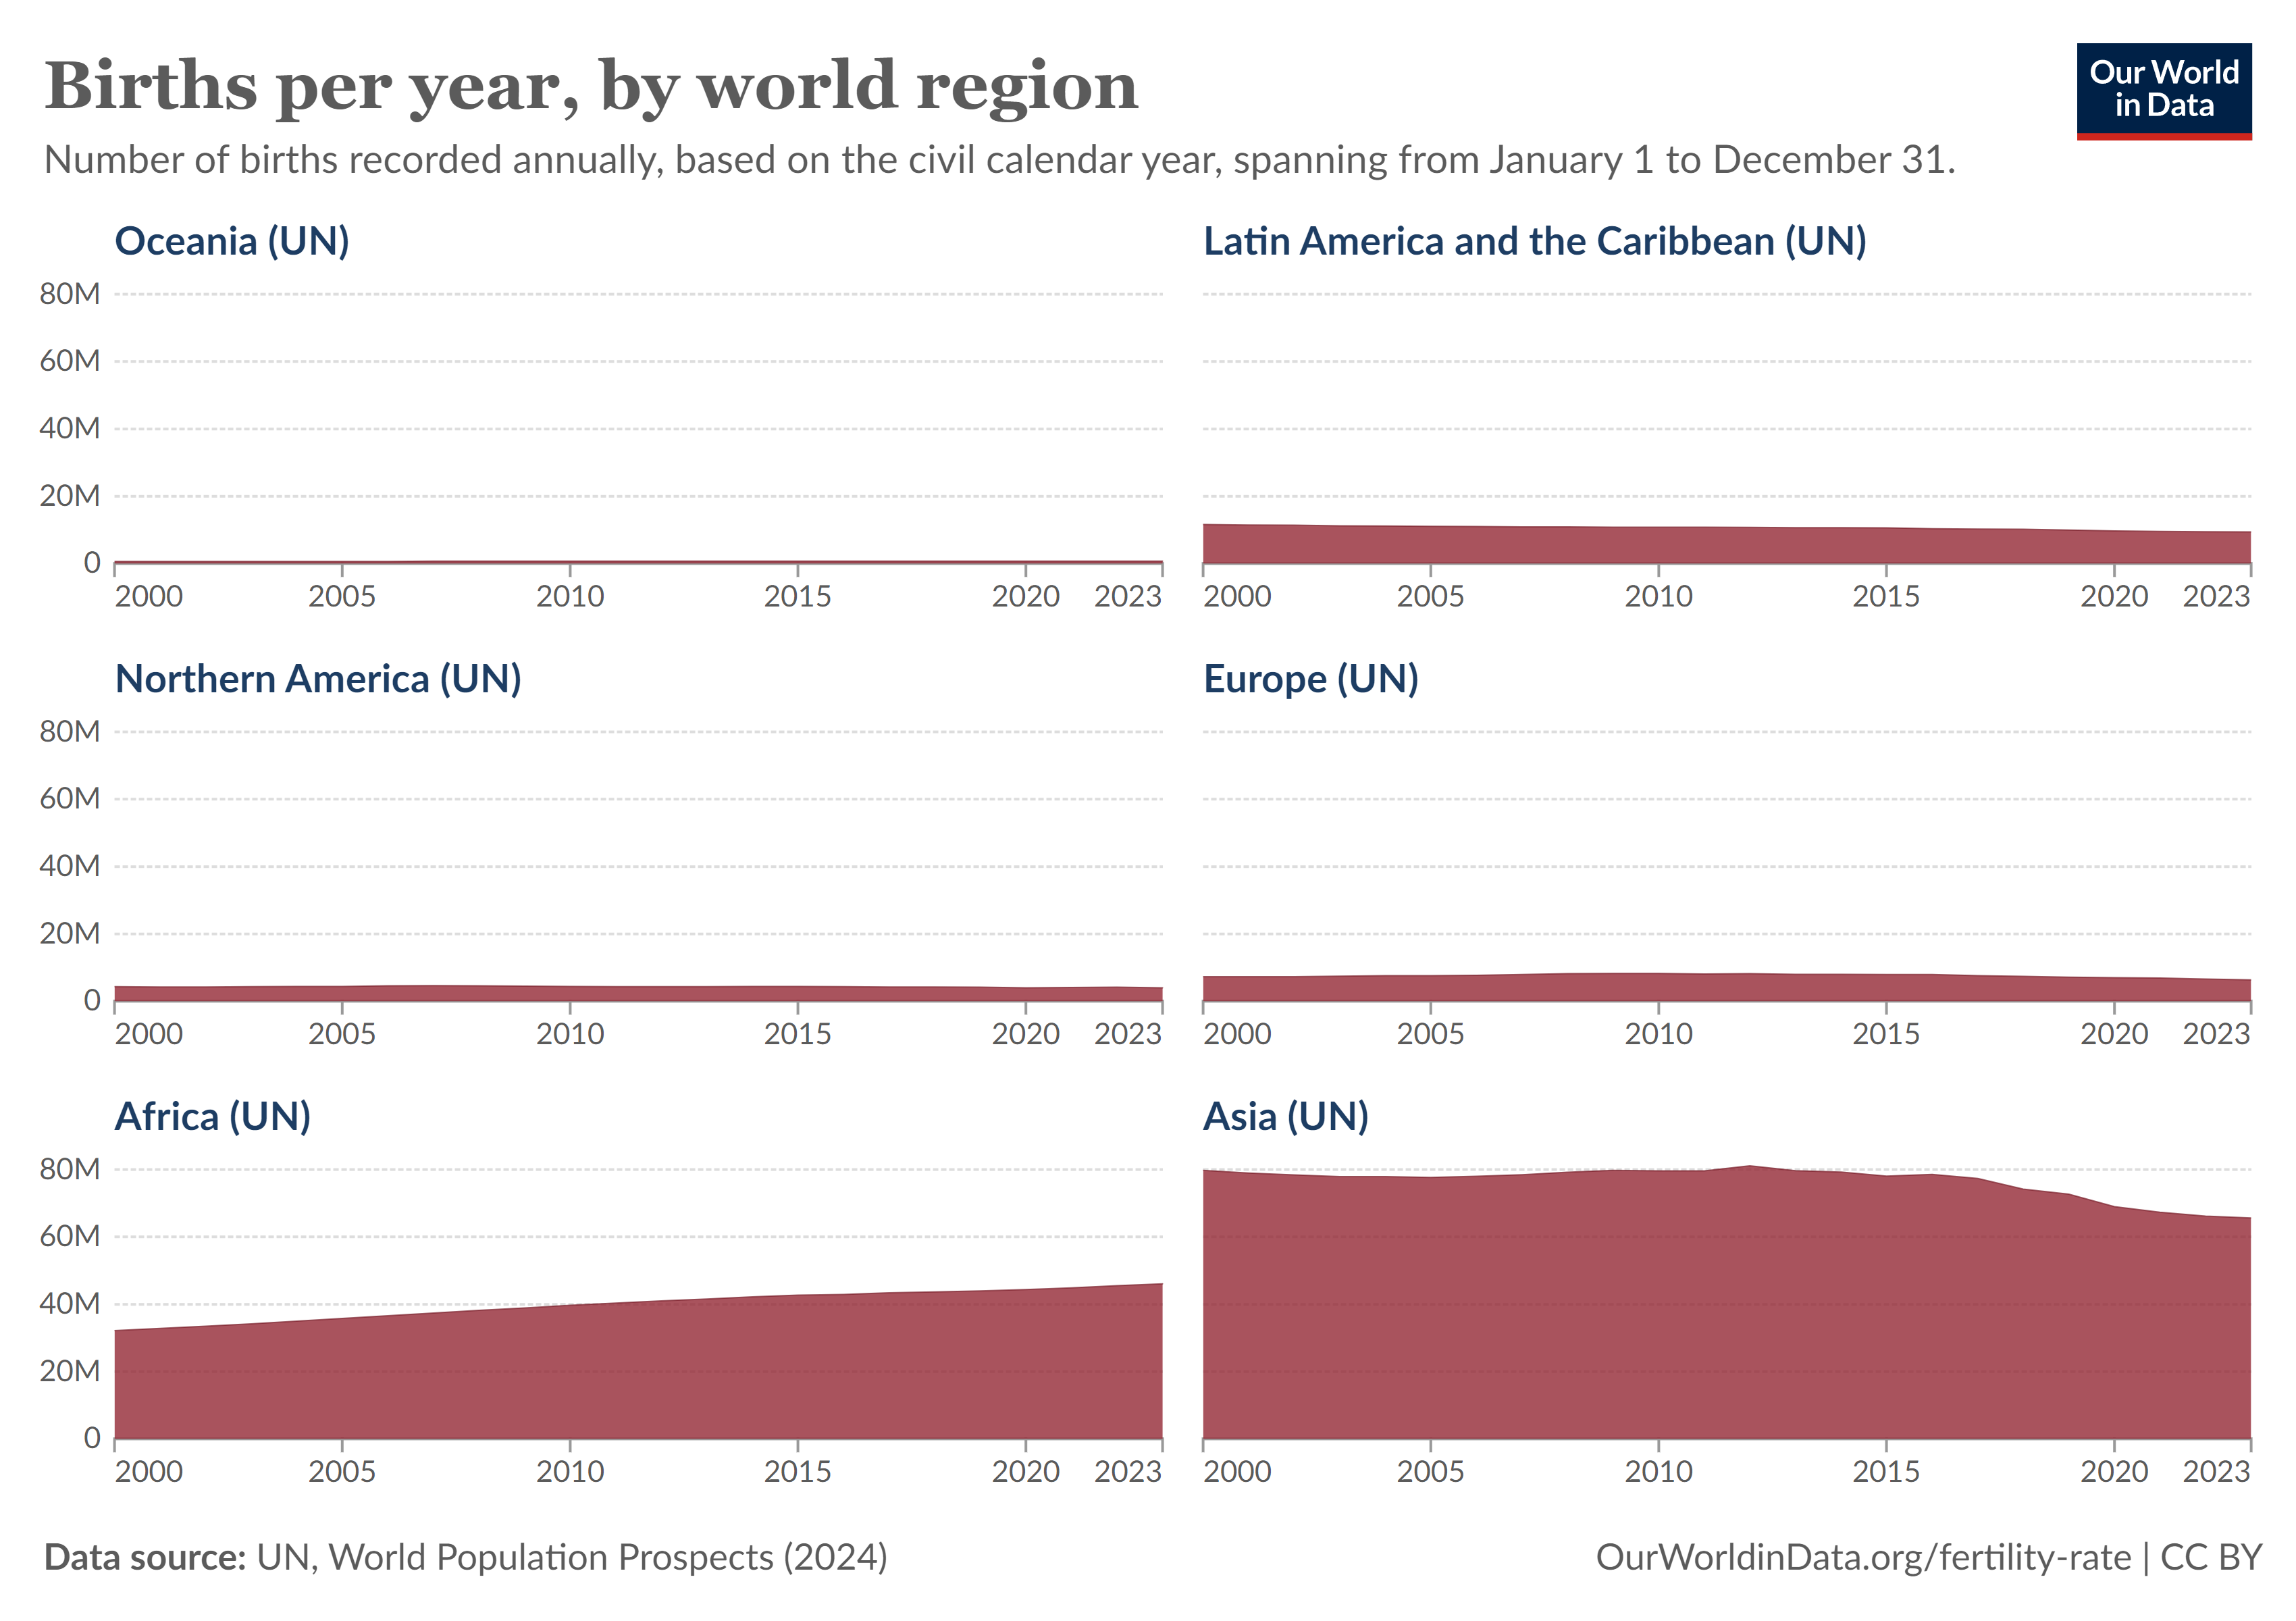 Births per year, by world region
Our World
in Data
Number of births recorded annually, based on the civil calendar year, spanning from January 1 to December 31.
Oceania (UN)
80M
60M
40M
20M
0
2000 2005 2010 2015 2020 2023
Latin America and the Caribbean (UN)
2000 2005 2010 2015 2020 2023
Northern America (UN)
80M
60M
40M
20M
0
2000 2005 2010 2015 2020 2023
Europe (UN)
2000 2005 2010 2015 2020 2023
Africa (UN)
80M
60M
40M
20M
0
2000 2005 2010 2015 2020 2023
Asia (UN)
2000 2005 2010 2015 2020 2023
Data source: UN, World Population Prospects (2024)
OurWorldinData.org/fertility-rate | CC BY